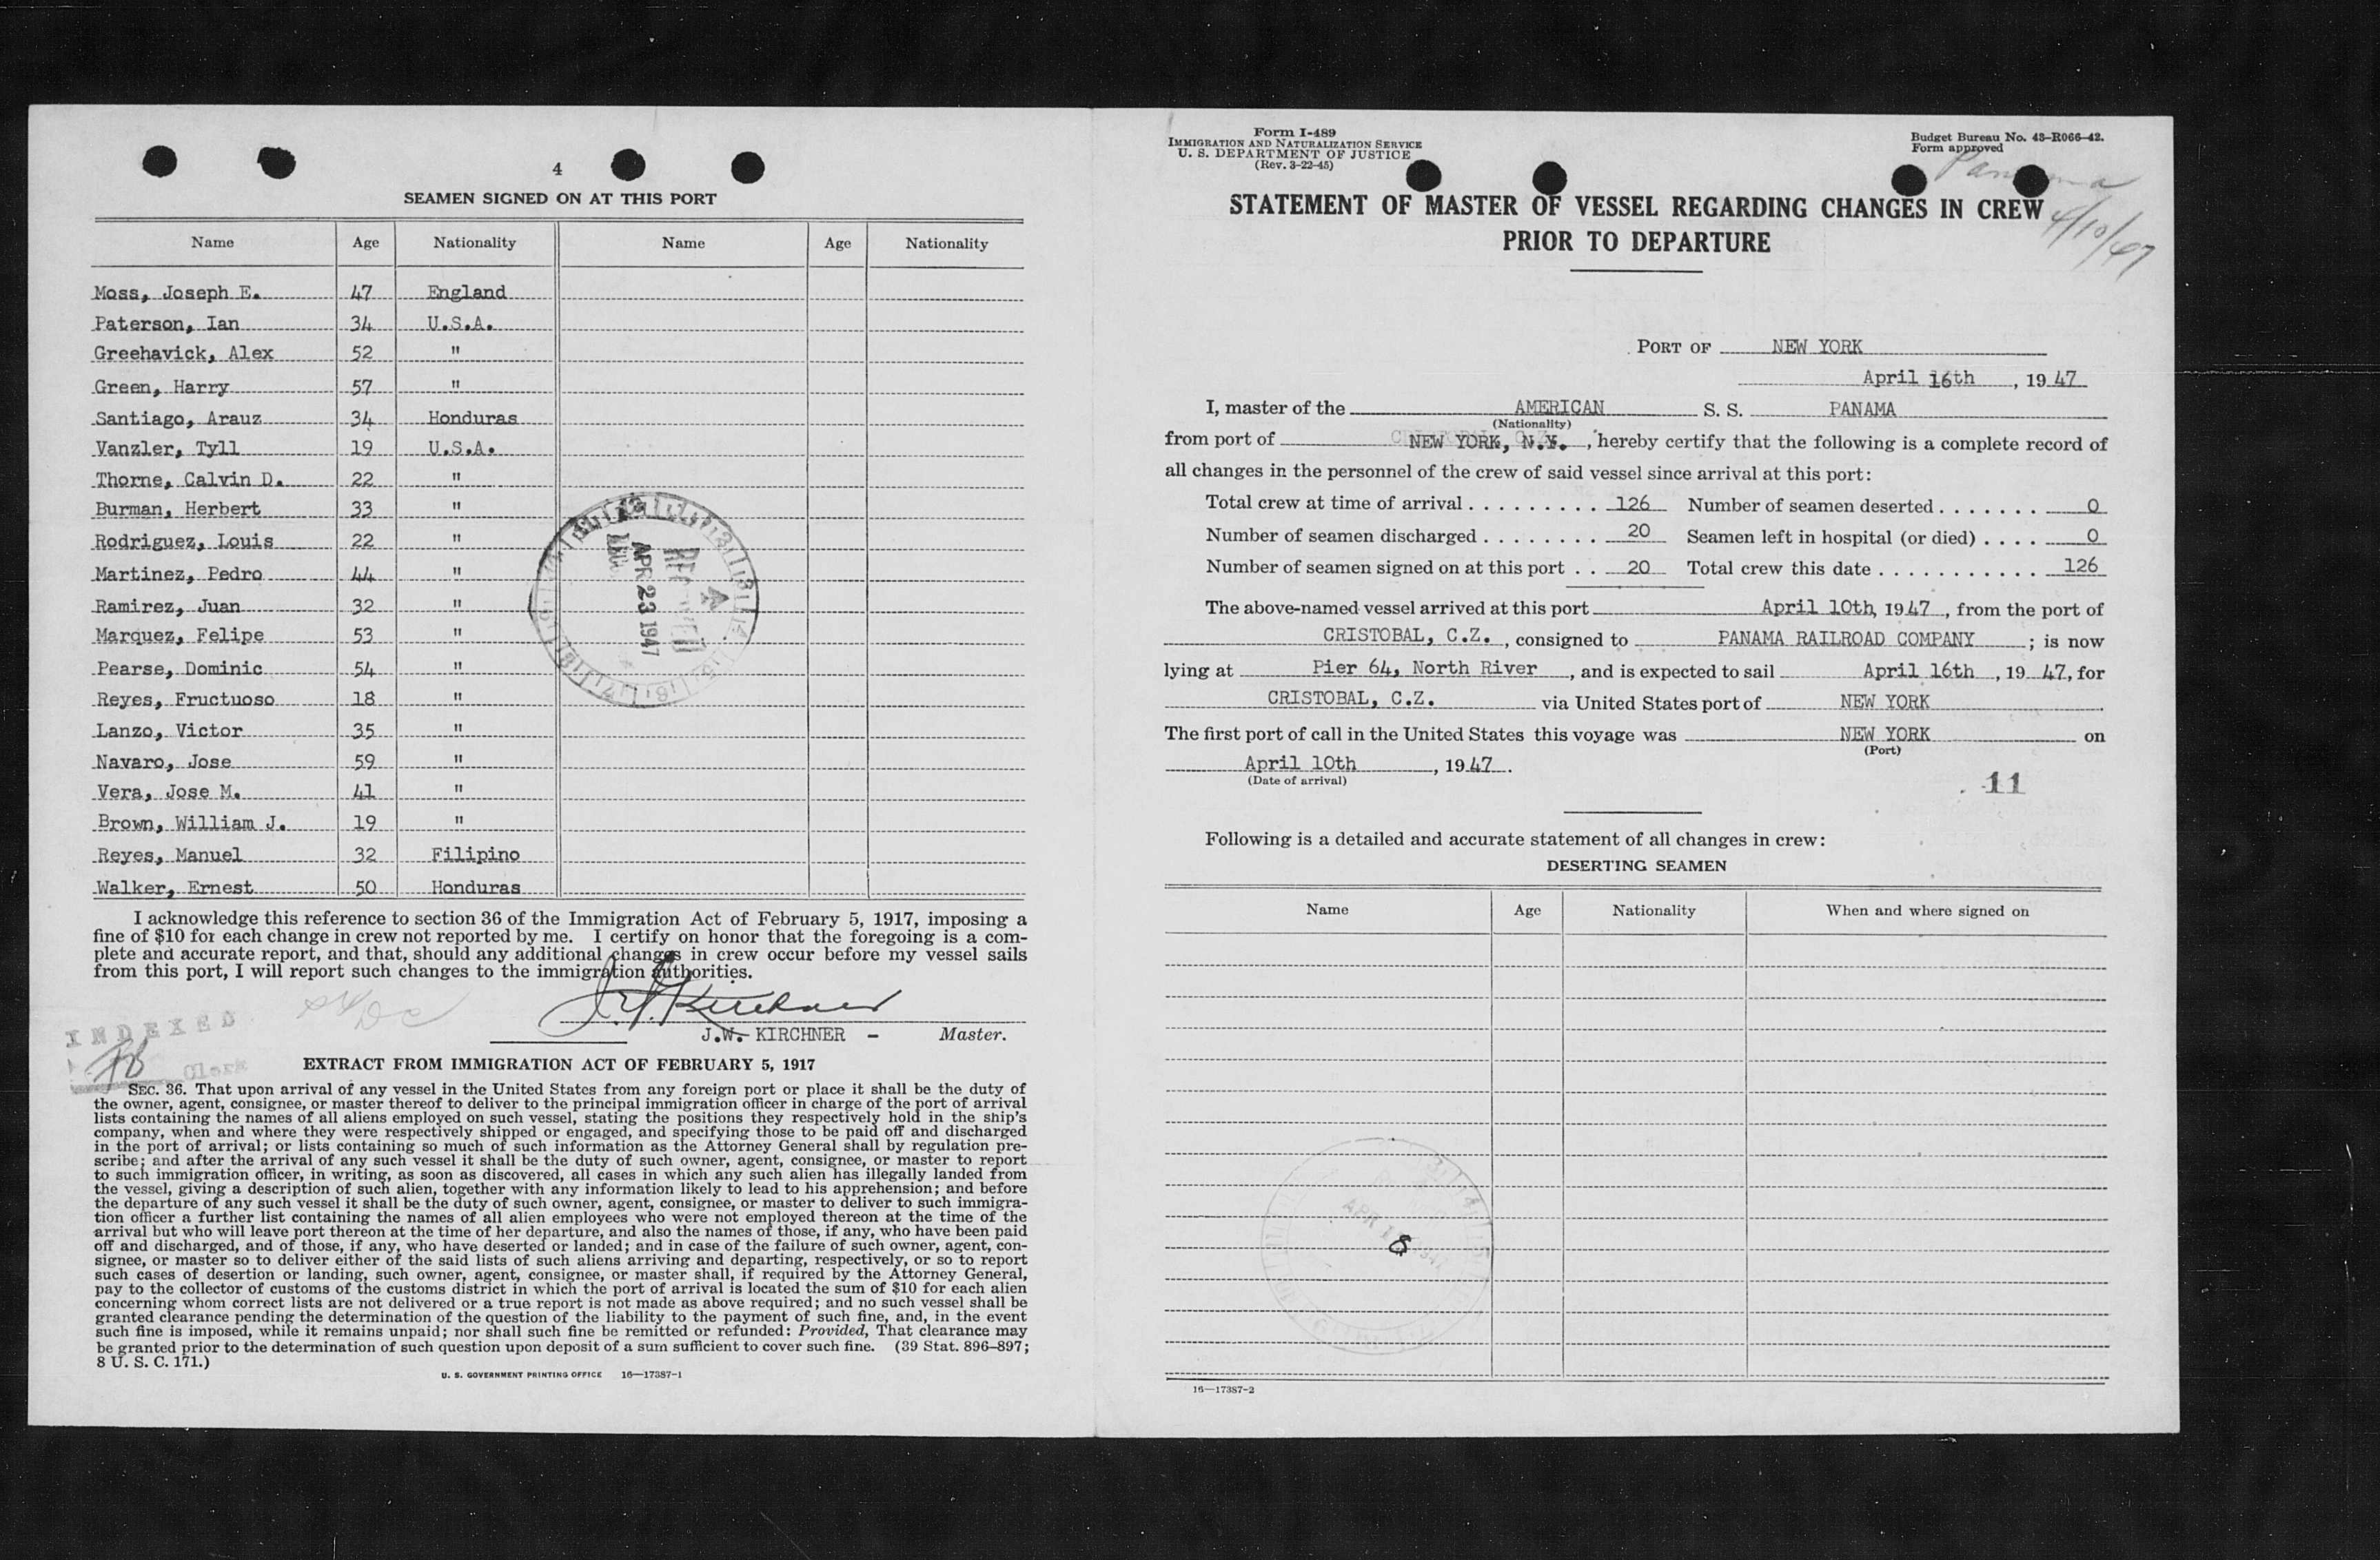 4
SEAMEN SIGNED ON AT THIS PORT
Name Age Nationality Name Age Nationality
Moss, Joseph E. 47 England
Paterson, Ian 34 U.S.A.
Greehavick, Alex 52 "
Green, Harry 57 "
Santiago, Arauz 34 Honduras
Vanzler, Tyll 19 U.S.A.
Thorne, Calvin D. 22 "
Burman, Herbert 33 "
Rodriguez, Louis 22 "
Martinez, Pedro 44 "
Ramirez, Juan 32 "
Marquez, Felipe 53 "
Pearse, Dominic 54 "
Reyes, Fructuoso 18 "
Lanzo, Victor 35 "
Navaro, Jose 59 "
Vera, Jose M. 41 "
Brown, William J. 19 "
Reyes, Manuel 32 Filipino
Walker, Ernest 50 Honduras
APR 23 1947
I acknowledge this reference to section 36 of the Immigration Act of February 5, 1917, imposing a
fine of $10 for each change in crew not reported by me. I certify on honor that the foregoing is a com-
plete and accurate report, and that, should any additional changes in crew occur before my vessel sails
from this port, I will report such changes to the immigration authorities.
J.W. Kirchner
J.W. KIRCHNER - Master.
INDEXED
Clerk
EXTRACT FROM IMMIGRATION ACT OF FEBRUARY 5, 1917
SEC. 36. That upon arrival of any vessel in the United States from any foreign port or place it shall be the duty of
the owner, agent, consignee, or master thereof to deliver to the principal immigration officer in charge of the port of arrival
lists containing the names of all aliens employed on such vessel, stating the positions they respectively hold in the ship's
company, when and where they were respectively shipped or engaged, and specifying those to be paid off and discharged
in the port of arrival; or lists containing so much of such information as the Attorney General shall by regulation pre-
scribe; and after the arrival of any such vessel it shall be the duty of such owner, agent, consignee, or master to report
to such immigration officer, in writing, as soon as discovered, all cases in which any such alien has illegally landed from
the vessel, giving a description of such alien, together with any information likely to lead to his apprehension; and before
the departure of any such vessel it shall be the duty of such owner, agent, consignee, or master to deliver to such immigra-
tion officer a further list containing the names of all alien employees who were not employed thereon at the time of the
arrival but who will leave port thereon at the time of her departure, and also the names of those, if any, who have been paid
off and discharged, and of those, if any, who have deserted or landed; and in case of the failure of such owner, agent, con-
signee, or master so to deliver either of the said lists of such aliens arriving and departing, respectively, or so to report
such cases of desertion or landing, such owner, agent, consignee, or master shall, if required by the Attorney General,
pay to the collector of customs of the customs district in which the port of arrival is located the sum of $10 for each alien
concerning whom correct lists are not delivered or a true report is not made as above required; and no such vessel shall be
granted clearance pending the determination of the question of the liability to the payment of such fine, and, in the event
such fine is imposed, while it remains unpaid; nor shall such fine be remitted or refunded: Provided, That clearance may
be granted prior to the determination of such question upon deposit of a sum sufficient to cover such fine. (39 Stat. 896–897;
8 U. S. C. 171.)
U. S. GOVERNMENT PRINTING OFFICE 16—17387-1
Form I-489
IMMIGRATION AND NATURALIZATION SERVICE
U. S. DEPARTMENT OF JUSTICE
(Rev. 3-22-45)
Budget Bureau No. 43-R066-42.
Form approved
Panama
4/10/47
STATEMENT OF MASTER OF VESSEL REGARDING CHANGES IN CREW
PRIOR TO DEPARTURE
PORT OF NEW YORK
April 16th, 1947
I, master of the AMERICAN S. S. PANAMA
(Nationality)
from port of NEW YORK, N.Y., hereby certify that the following is a complete record of
all changes in the personnel of the crew of said vessel since arrival at this port:
Total crew at time of arrival 126 Number of seamen deserted 0
Number of seamen discharged 20 Seamen left in hospital (or died) 0
Number of seamen signed on at this port 20 Total crew this date 126
The above-named vessel arrived at this port April 10th, 1947, from the port of
CRISTOBAL, C.Z., consigned to PANAMA RAILROAD COMPANY; is now
lying at Pier 64, North River, and is expected to sail April 16th, 1947, for
CRISTOBAL, C.Z. via United States port of NEW YORK.
The first port of call in the United States this voyage was NEW YORK on
(Port)
April 10th, 1947.
(Date of arrival)
11
Following is a detailed and accurate statement of all changes in crew:
DESERTING SEAMEN
Name Age Nationality When and where signed on
APR
8
16—17387-2